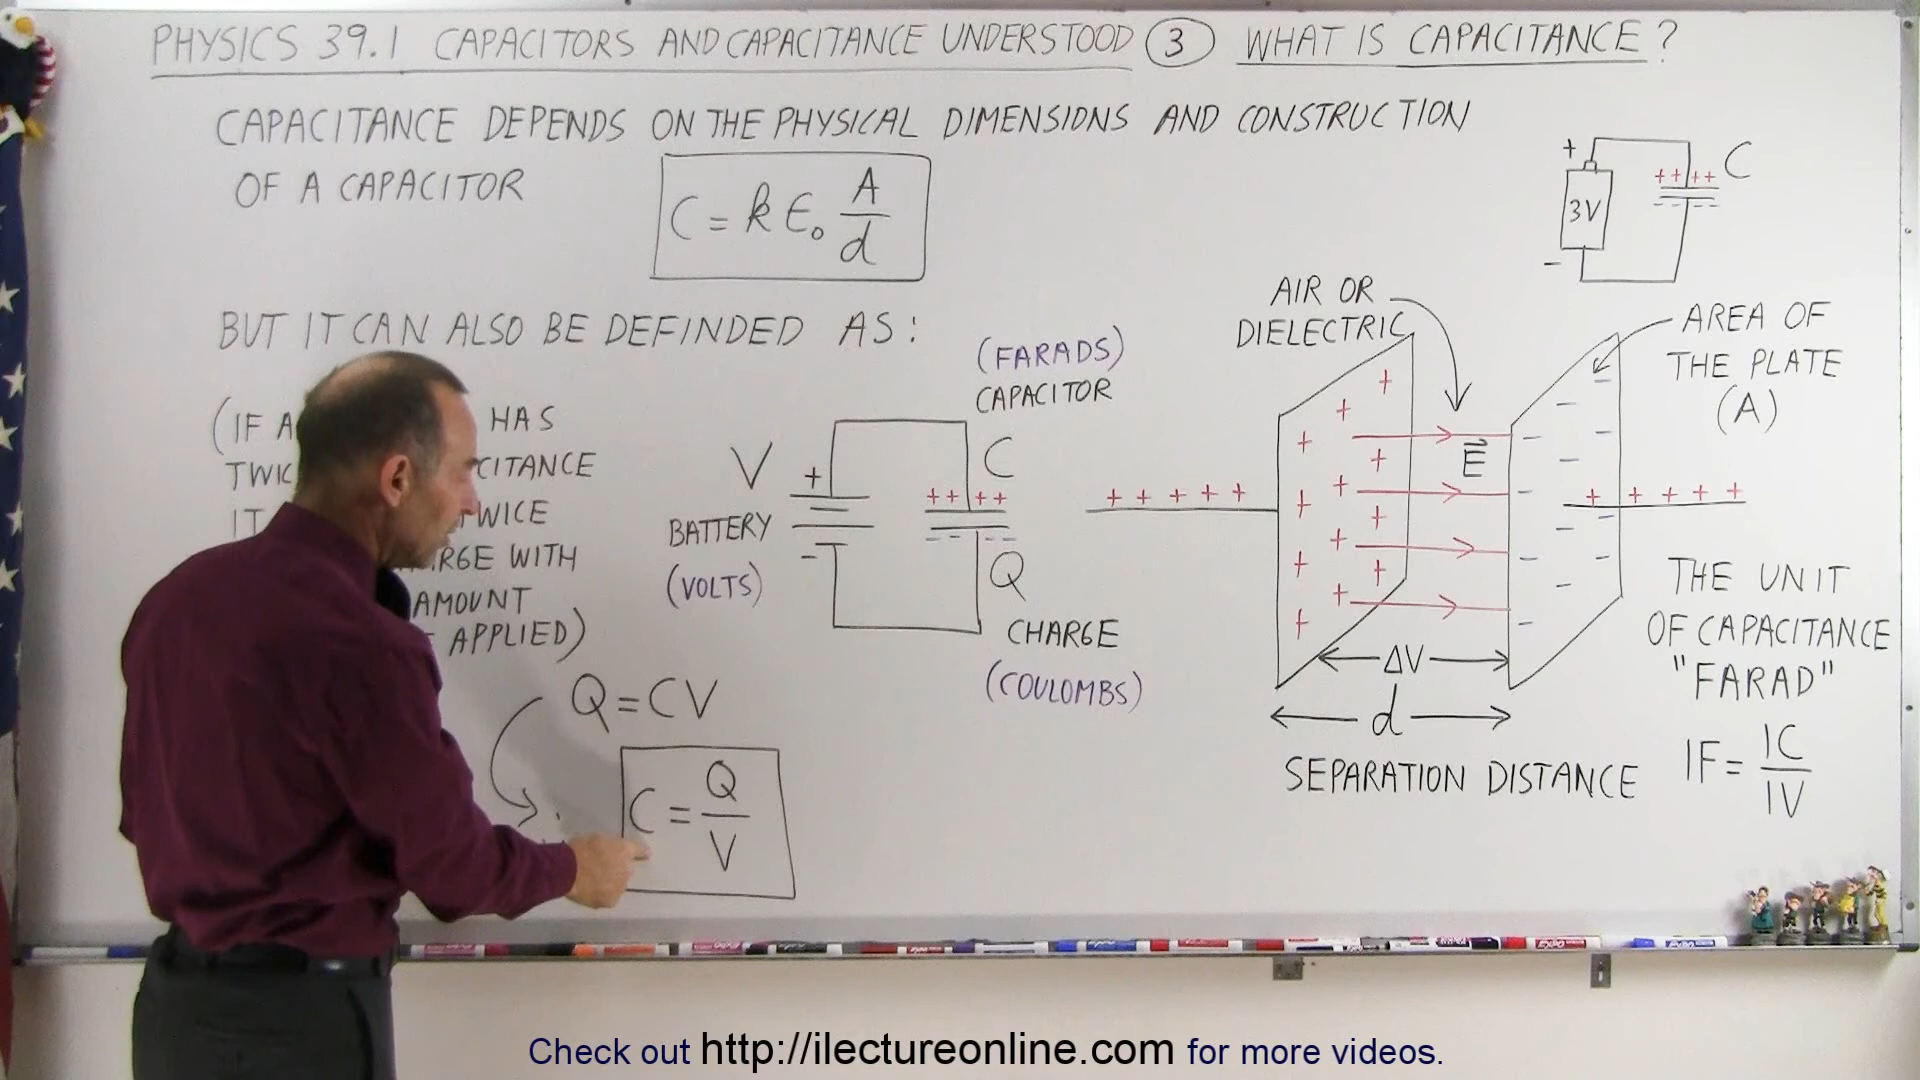 PHYSICS 39.1 CAPACITORS AND CAPACITANCE UNDERSTOOD 3 WHAT IS CAPACITANCE?
CAPACITANCE DEPENDS ON THE PHYSICAL DIMENSIONS AND CONSTRUCTION
OF A CAPACITOR
C = k ϵ₀ A/d
BUT IT CAN ALSO BE DEFINDED AS:
(IF A HAS
CITANCE
IT TWICE
WITH
AMOUNT
APPLIED)
Q = CV
C = Q/V
V
+
BATTERY
-
(VOLTS)
(FARADS)
CAPACITOR
C
++ ++
-- --
Q
CHARGE
(COULOMBS)
+ C
++ ++
3V
-- --
-
AIR OR
DIELECTRIC
AREA OF
THE PLATE
(A)
E⃗
+ + + + +
+ + + + +
ΔV
d
SEPARATION DISTANCE
THE UNIT
OF CAPACITANCE
"FARAD"
1F = 1C/1V
Check out http://ilectureonline.com for more videos.